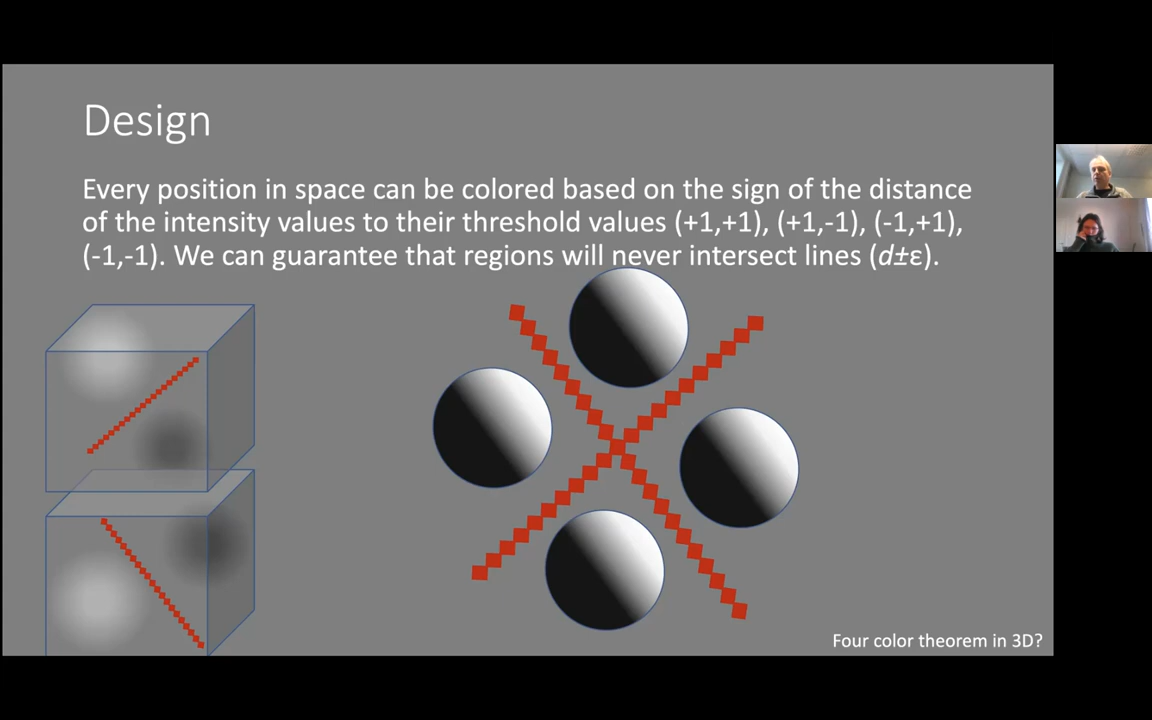 Design
Every position in space can be colored based on the sign of the distance
of the intensity values to their threshold values (+1,+1), (+1,-1), (-1,+1),
(-1,-1). We can guarantee that regions will never intersect lines (d±ε).
Four color theorem in 3D?